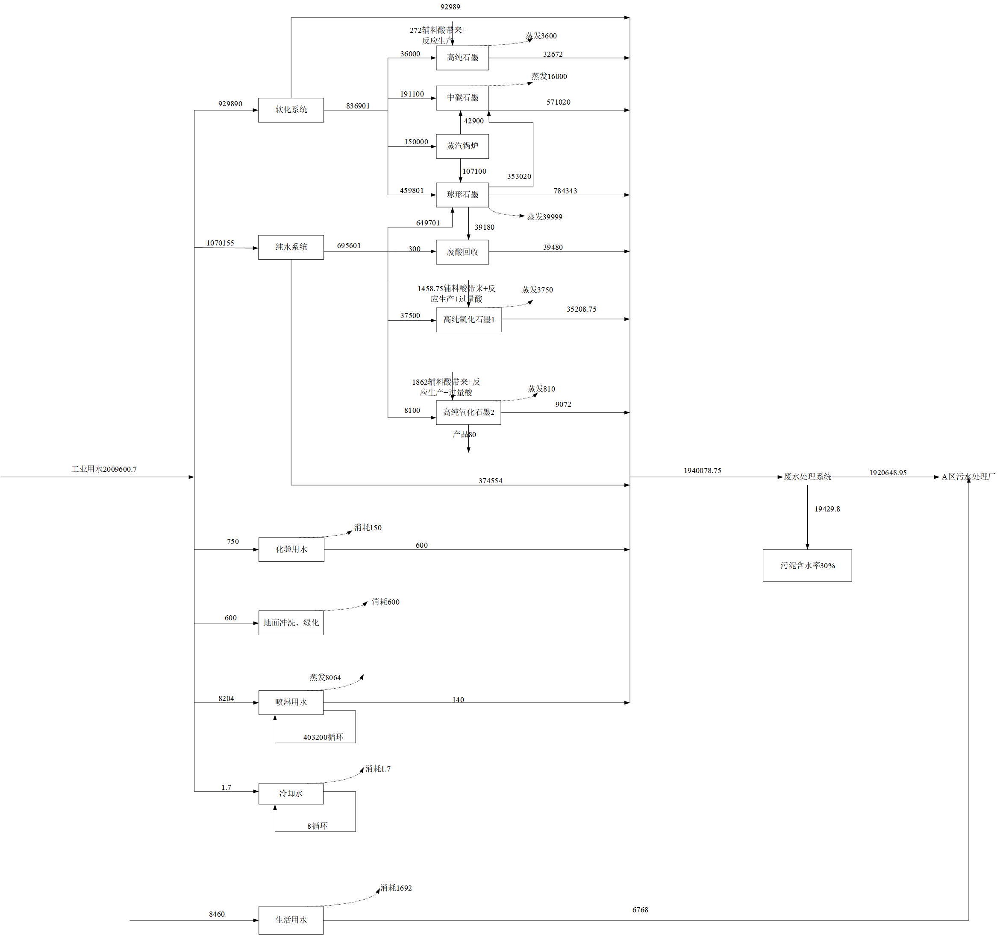 92989
272辅料酸带来+
反应生产
蒸发3600
36000
高纯石墨
32672
蒸发16000
191100
中碳石墨
571020
929890
软化系统
836901
42900
150000
蒸汽锅炉
107100
353020
459801
球形石墨
784343
蒸发39999
649701
39180
1070155
纯水系统
695601
300
废酸回收
39480
1458.75辅料酸带来+反
应生产+过量酸
蒸发3750
37500
高纯氧化石墨1
35208.75
1862辅料酸带来+反
应生产+过量酸
蒸发810
8100
高纯氧化石墨2
9072
产品80
工业用水2009600.7
374554
1940078.75
废水处理系统
1920648.95
A区污水处理厂
19429.8
污泥含水率30%
消耗150
750
化验用水
600
消耗600
600
地面冲洗、绿化
蒸发8064
8204
喷淋用水
140
403200循环
消耗1.7
1.7
冷却水
8循环
消耗1692
8460
生活用水
6768